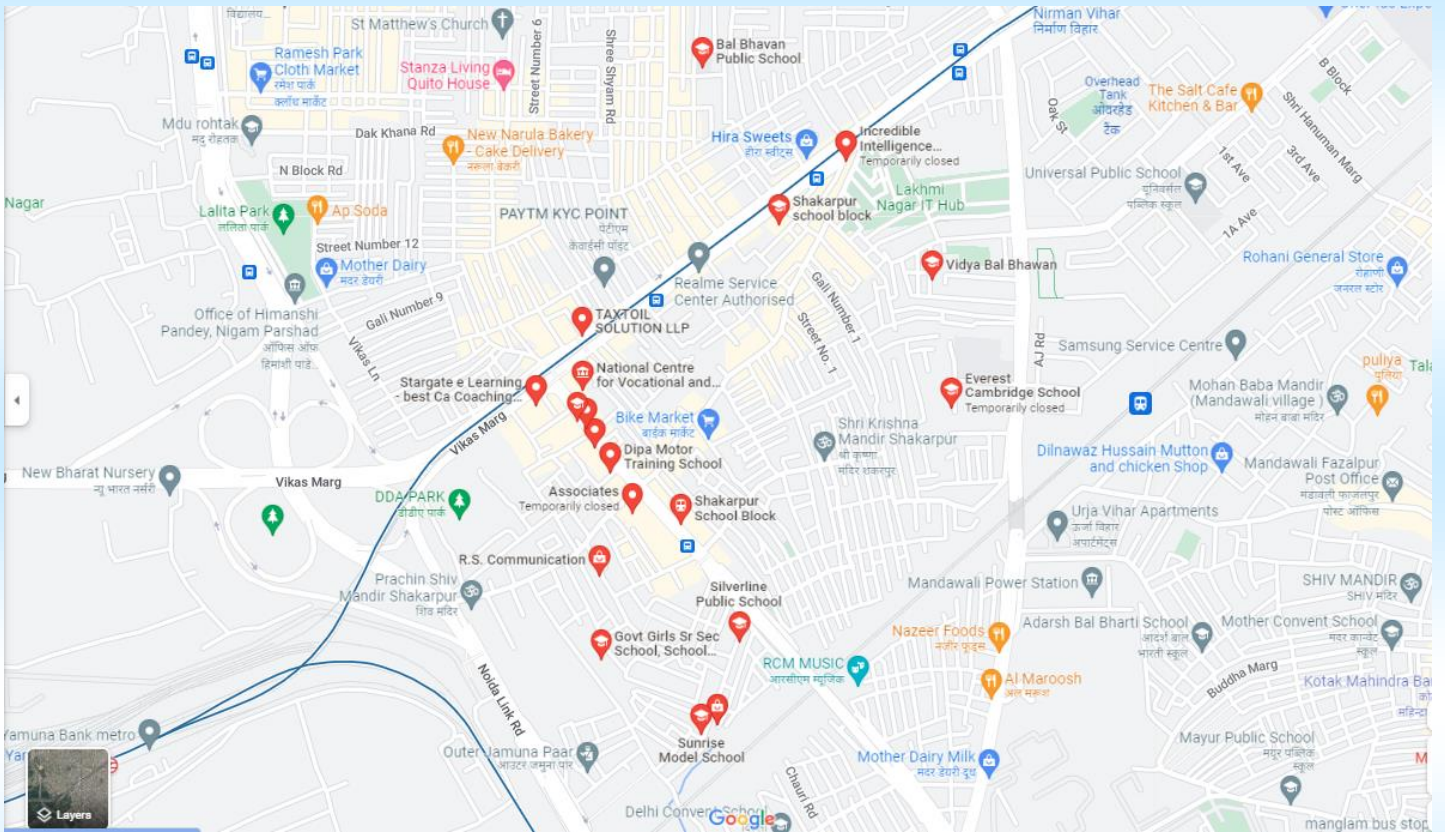 विद्यालय...
St Matthew's Church
Street Number 6
Shree Shyam Rd
Bal Bhavan
Public School
Nirman Vihar
निर्माण विहार
Ramesh Park
Cloth Market
रमेश पार्क
क्लॉथ मार्केट
Stanza Living
Quito House
Overhead
Tank
ओवरहेड
टैंक
The Salt Cafe
Kitchen & Bar
B Block
Shri Hanuman Marg
Oak St
Mdu rohtak
मदु रोहतक
Dak Khana Rd
New Narula Bakery
- Cake Delivery
नरूला बेकरी
Hira Sweets
हीरा स्वीट्स
Incredible
Intelligence...
Temporarily closed
1st Ave
3rd Ave
N Block Rd
Universal Public School
यूनिवर्सल
पब्लिक स्कूल
Nagar
Lalita Park
ललिता पार्क
Ap Soda
PAYTM KYC POINT
पेटीएम
केवाईसी पॉइंट
Shakarpur
school block
Lakhmi
Nagar IT Hub
1A Ave
Street Number 12
Mother Dairy
मदर डेयरी
Vidya Bal Bhawan
Rohani General Store
रोहाणी
जनरल स्टोर
Realme Service
Center Authorised
Gali Number 1
Street No. 1
Gali Number 9
Office of Himanshi
Pandey, Nigam Parshad
ऑफिस ऑफ
हिमांशी पांडे...
TAXTOIL
SOLUTION LLP
Vikas Ln
AJ Rd
Samsung Service Centre
puliya
पुलिया
Tala
National Centre
for Vocational and...
Stargate e Learning
- best Ca Coaching...
Everest
Cambridge School
Temporarily closed
Mohan Baba Mandir
(Mandawali village )
मोहन बाबा मंदिर
Bike Market
बाईक मार्केट
Vikas Marg
Shri Krishna
Mandir Shakarpur
श्री कृष्णा
मंदिर शकरपुर
Dipa Motor
Training School
Dilnawaz Hussain Mutton
and chicken Shop
New Bharat Nursery
न्यू भारत नर्सरी
Vikas Marg
Mandawali Fazalpur
Post Office
मंडावली फाजलपुर
पोस्ट ऑफिस
DDA PARK
डीडीए पार्क
Associates
Temporarily closed
Shakarpur
School Block
Urja Vihar Apartments
ऊर्जा विहार
अपार्टमेंट्स
R.S. Communication
Prachin Shiv
Mandir Shakarpur
शिव मंदिर
Silverline
Public School
Mandawali Power Station
SHIV MANDIR
SHIV मंदिर
Govt Girls Sr Sec
School, School...
Nazeer Foods
नजीर फूड्स
Adarsh Bal Bharti School
आदर्श बाल
भारती स्कूल
Mother Convent School
मदर कान्वेंट
स्कूल
RCM MUSIC
आरसीएम म्यूजिक
Noida Link Rd
Al Maroosh
अल मरूश
Buddha Marg
Kotak Mahindra Ba
Yamuna Bank metro
Outer Jamuna Paar
आउटर जमुना पार
Sunrise
Model School
Mother Dairy Milk
मदर डेयरी दूध
Mayur Public School
मयूर पब्लिक
स्कूल
M
Chauri Rd
Layers
Delhi Convent School
Google
manglam bus stop